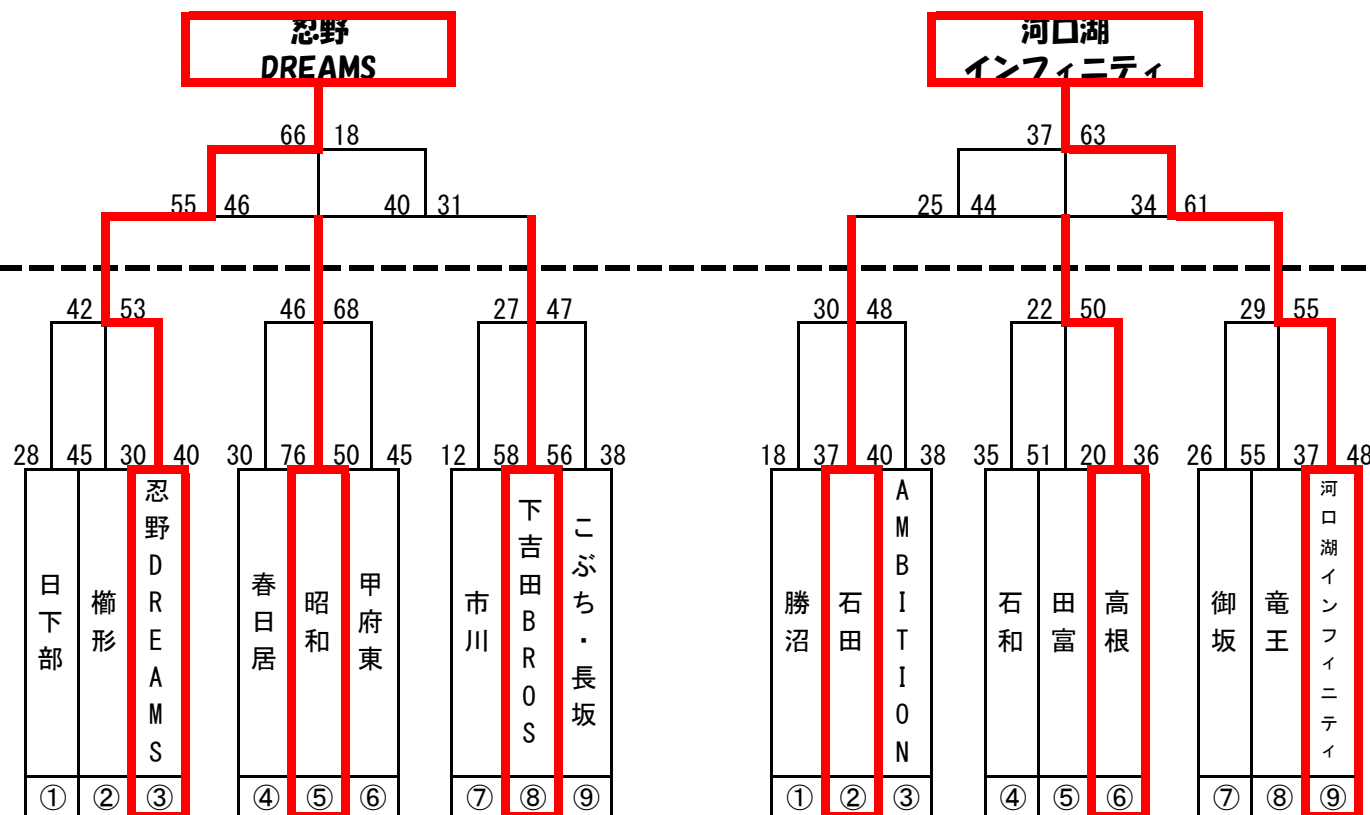 忍野
DREAMS
河口湖
インフィニティ
66 18
37 63
55 46
40 31
25 44
34 61
42 53
46 68
27 47
30 48
22 50
29 55
28 45 30 40
30 76 50 45
12 58 56 38
18 37 40 38
35 51 20 36
26 55 37 48
日下部
櫛形
忍野DREAMS
春日居
昭和
甲府東
市川
下吉田BROS
こぶち・長坂
勝沼
石田
AMBITION
石和
田富
高根
御坂
竜王
河口湖インフィニティ
① ② ③ ④ ⑤ ⑥ ⑦ ⑧ ⑨
① ② ③ ④ ⑤ ⑥ ⑦ ⑧ ⑨